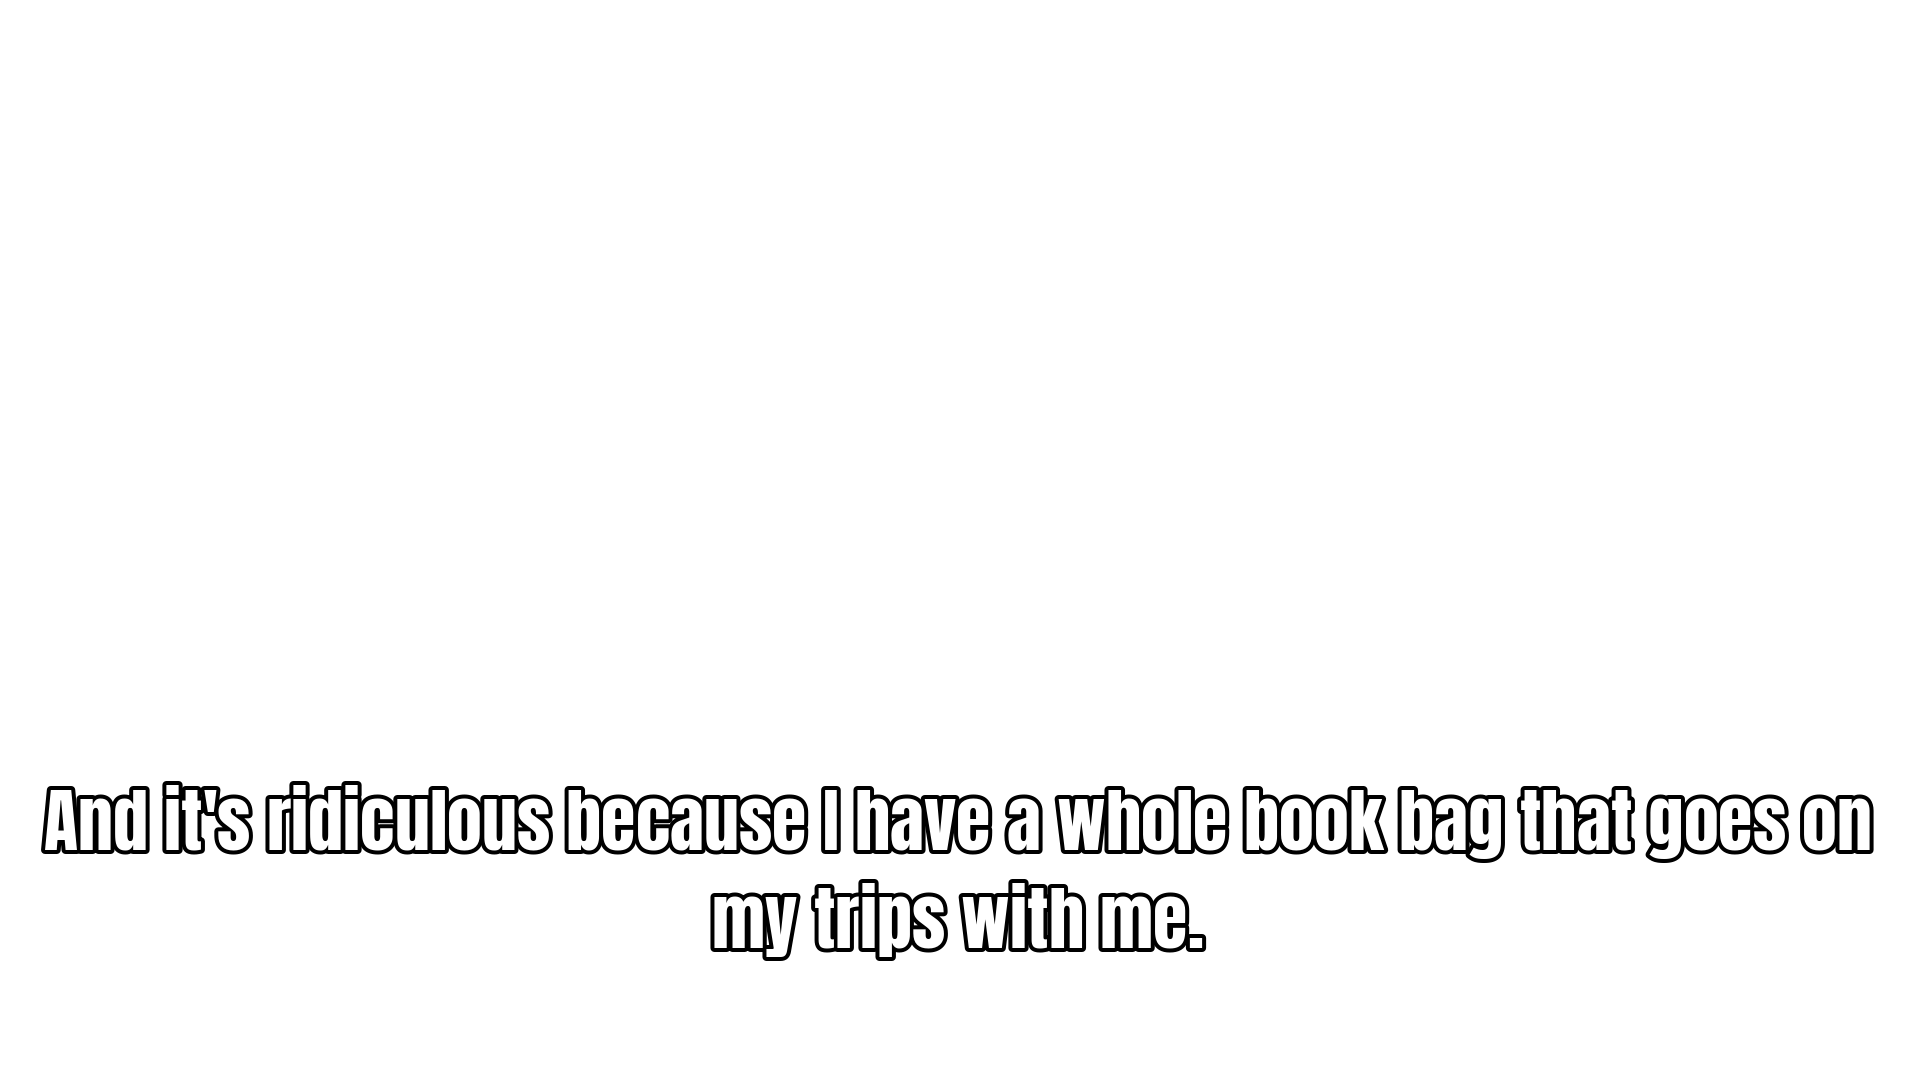 And it's ridiculous because I have a whole book bag that goes on
my trips with me.